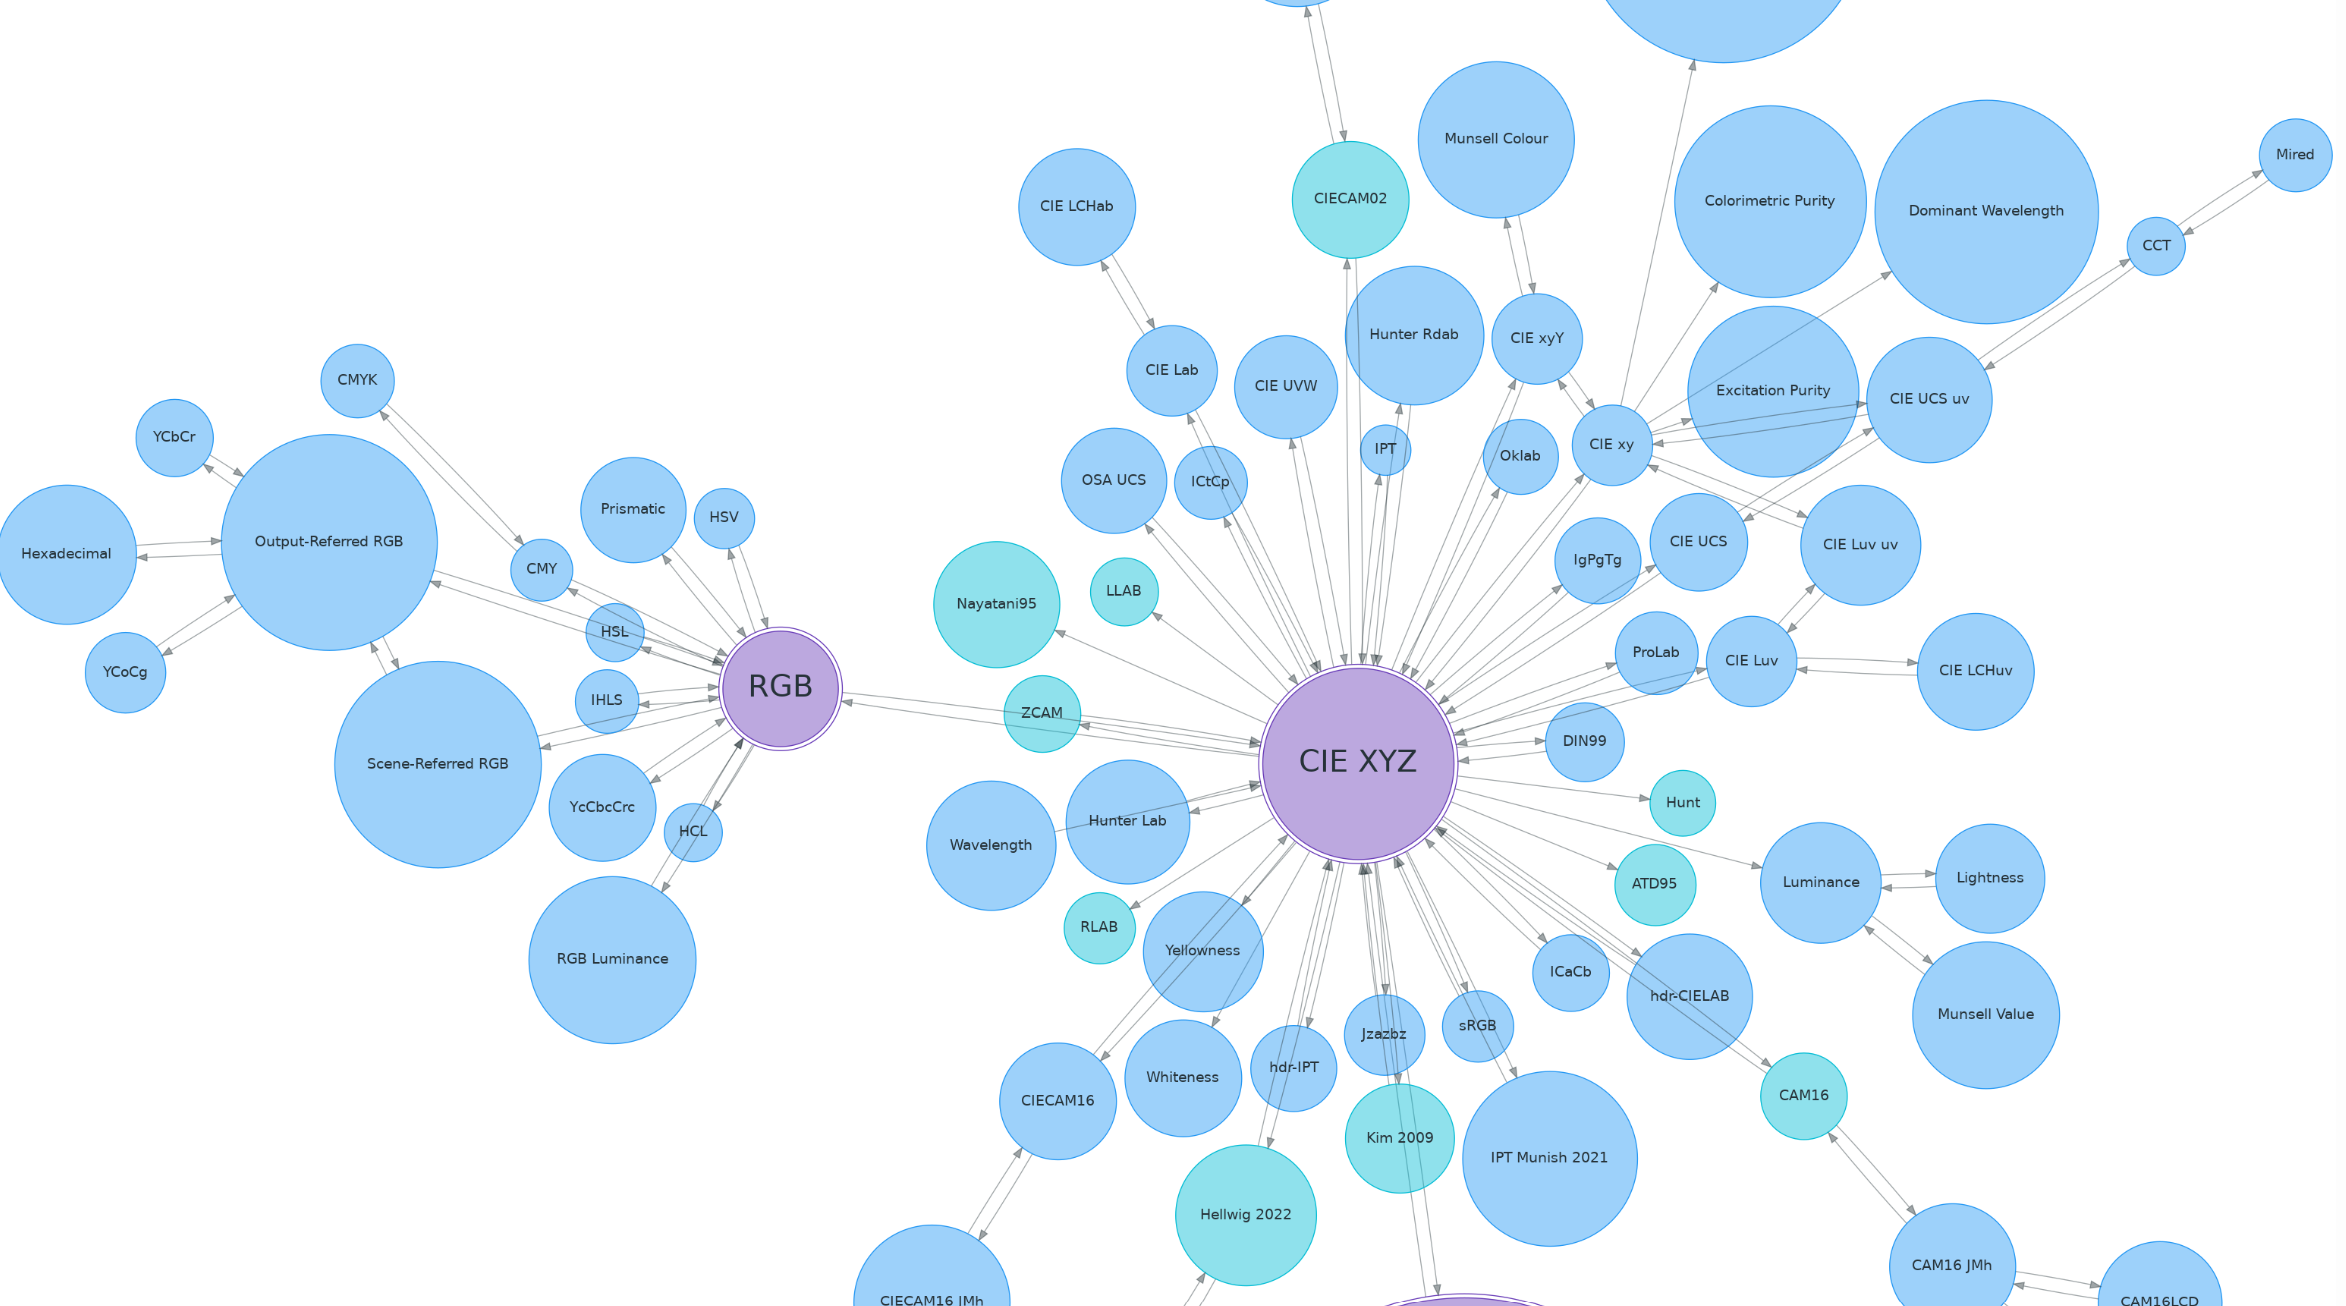 Munsell Colour
Mired
CIE LCHab
CIECAM02
Colorimetric Purity
Dominant Wavelength
CCT
Hunter Rdab
CIE xyY
CIE Lab
CIE UVW
CMYK
Excitation Purity
CIE UCS uv
YCbCr
IPT
Oklab
CIE xy
OSA UCS
ICtCp
Prismatic
HSV
Output-Referred RGB
CIE UCS
CIE Luv uv
Hexadecimal
IgPgTg
CMY
LLAB
Nayatani95
HSL
ProLab
CIE Luv
CIE LCHuv
YCoCg
RGB
IHLS
ZCAM
DIN99
CIE XYZ
Scene-Referred RGB
YcCbcCrc
Hunt
Hunter Lab
HCL
Wavelength
Luminance
Lightness
ATD95
RLAB
Yellowness
RGB Luminance
ICaCb
hdr-CIELAB
Munsell Value
sRGB
Jzazbz
hdr-IPT
Whiteness
CIECAM16
CAM16
Kim 2009
IPT Munish 2021
Hellwig 2022
CAM16 JMh
CIECAM16 JMh
CAM16LCD